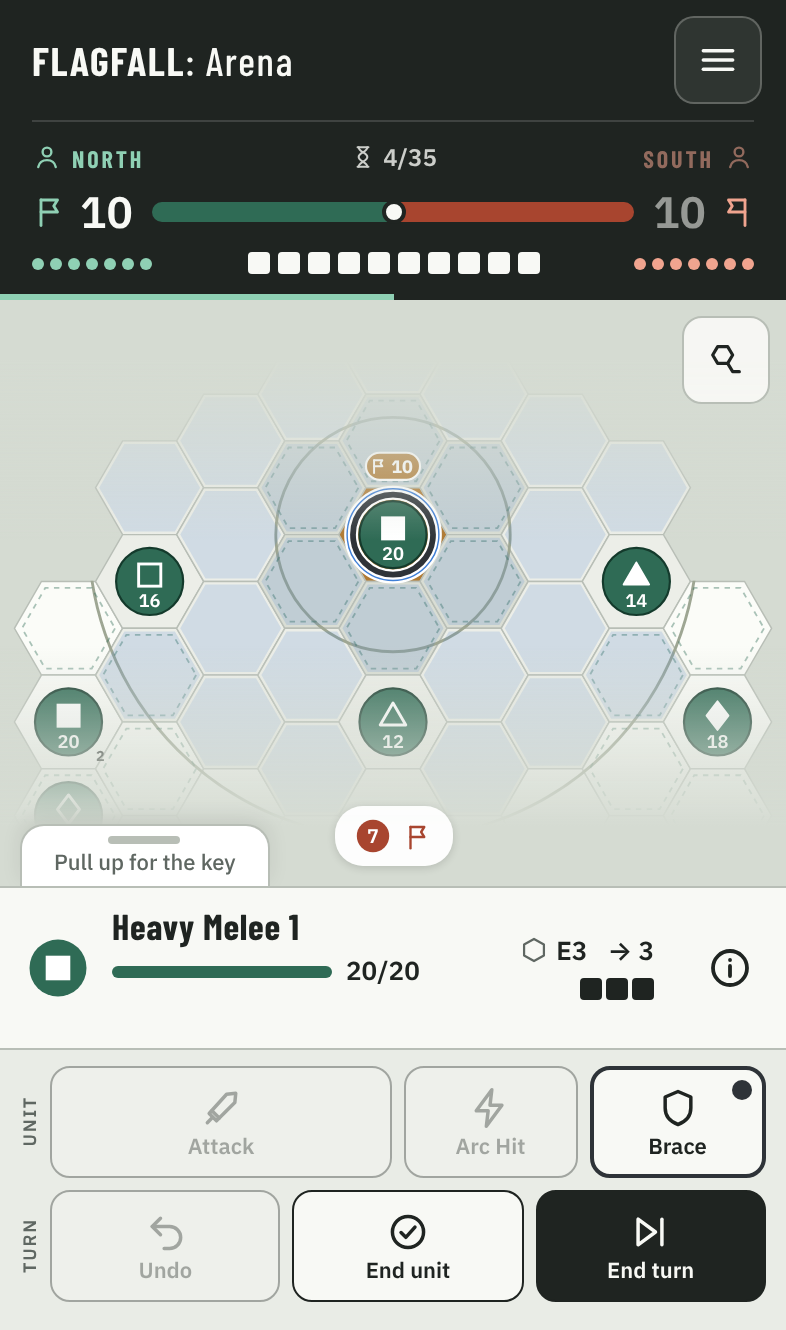 FLAGFALL: Arena
NORTH
4/35
SOUTH
10
10
10
20
16
14
20
2
12
18
7
Pull up for the key
Heavy Melee 1
20/20
E3 → 3
UNIT
Attack
Arc Hit
Brace
TURN
Undo
End unit
End turn